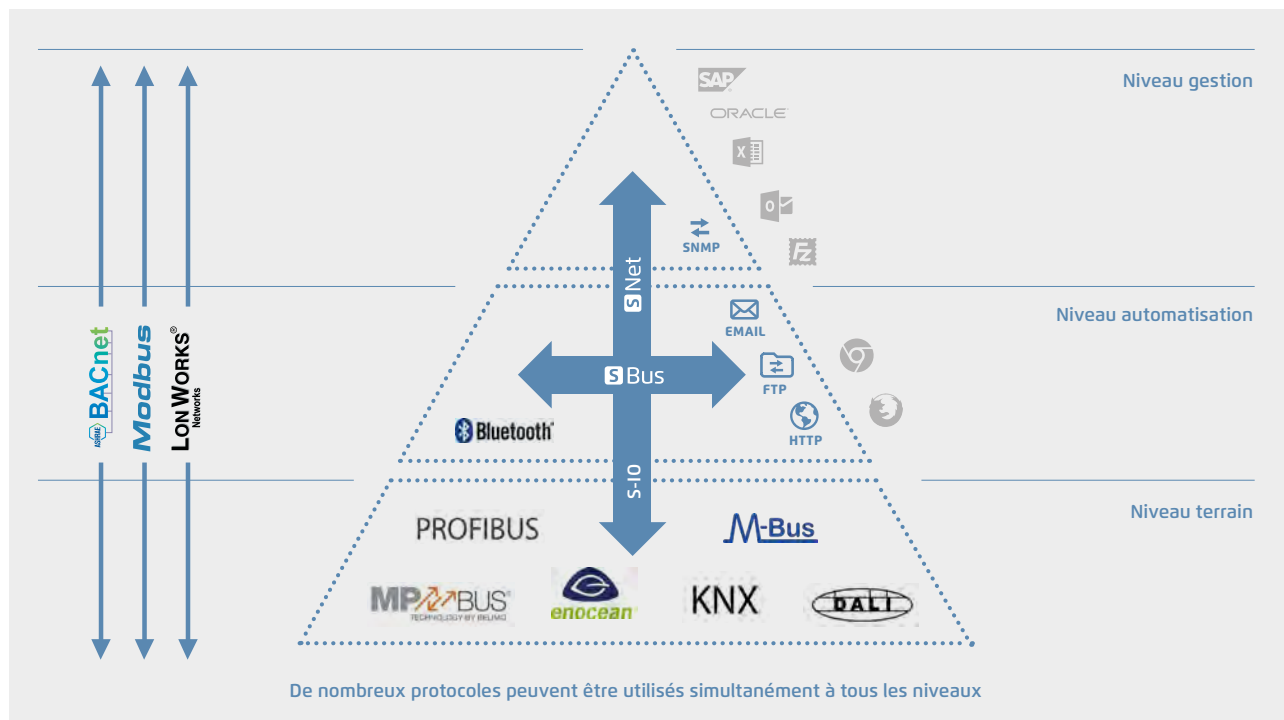 Niveau gestion
SAP
ORACLE
SNMP
S Net
Niveau automatisation
EMAIL
FTP
HTTP
S Bus
Bluetooth®
ASHRAE BACnet
Modbus
LONWORKS®
Networks
S-IO
Niveau terrain
PROFIBUS
M-Bus
MP BUS®
TECHNOLOGY BY BELIMO
enocean
KNX
DALI
De nombreux protocoles peuvent être utilisés simultanément à tous les niveaux